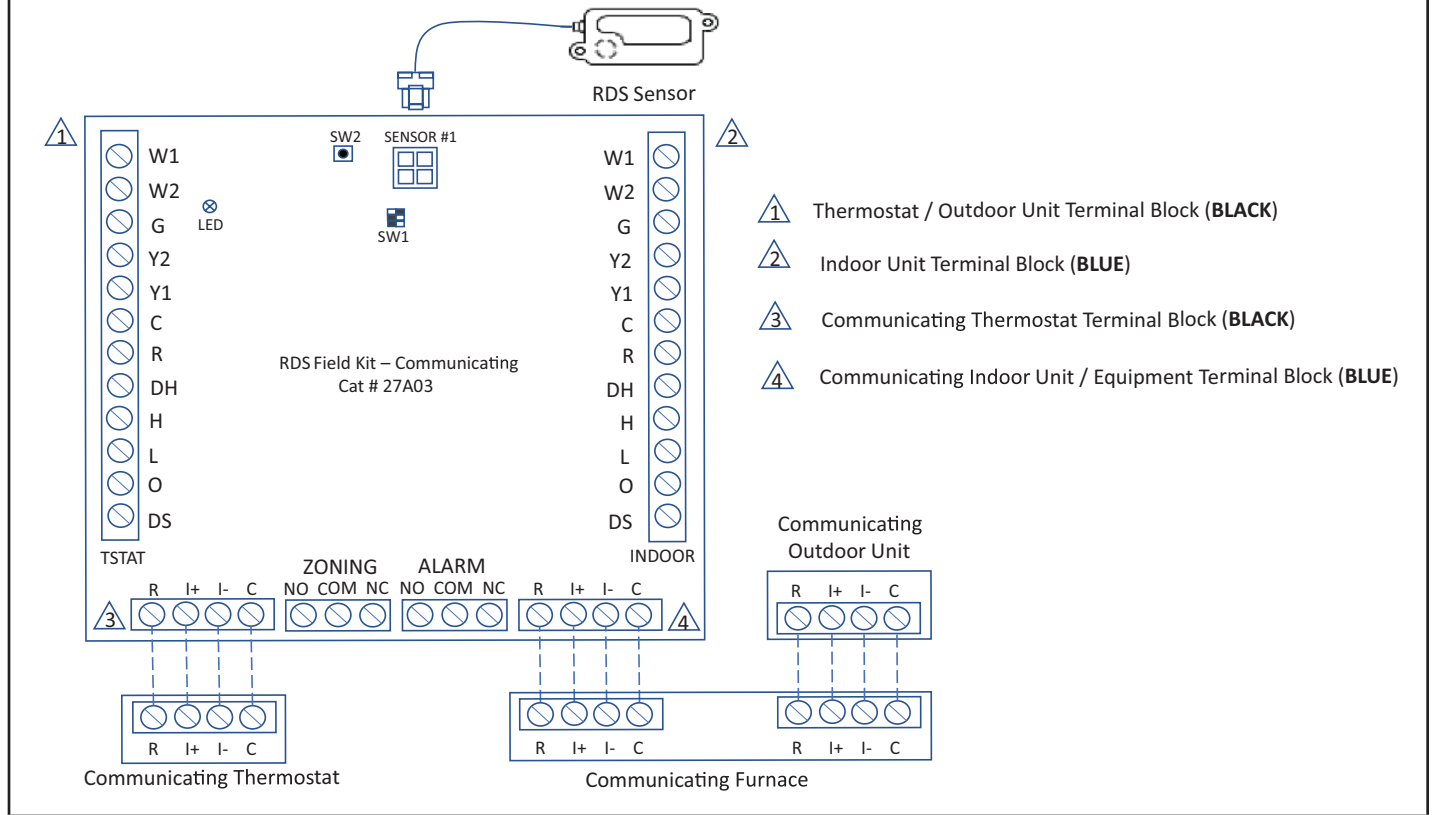 RDS Sensor
1
2
SW2
SENSOR #1
W1
W2
G
Y2
Y1
C
R
DH
H
L
O
DS
TSTAT
LED
SW1
RDS Field Kit – Communicating
Cat # 27A03
W1
W2
G
Y2
Y1
C
R
DH
H
L
O
DS
INDOOR
1 Thermostat / Outdoor Unit Terminal Block (BLACK)
2 Indoor Unit Terminal Block (BLUE)
3 Communicating Thermostat Terminal Block (BLACK)
4 Communicating Indoor Unit / Equipment Terminal Block (BLUE)
ZONING
ALARM
3
R I+ I- C
NO COM NC
NO COM NC
R I+ I- C
4
Communicating
Outdoor Unit
R I+ I- C
R I+ I- C
Communicating Thermostat
R I+ I- C
R I+ I- C
Communicating Furnace